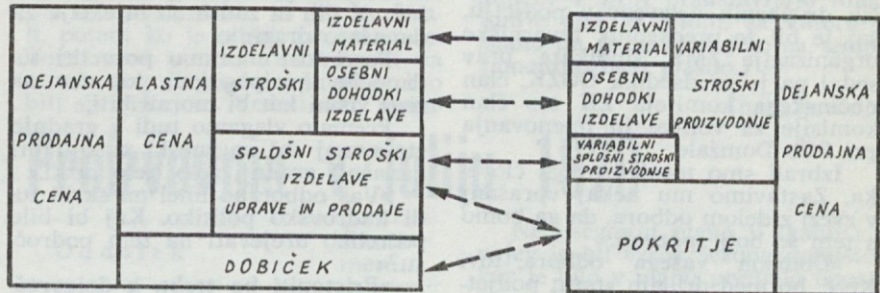 DEJANSKA
PRODAJNA
CENA
LASTNA
CENA
IZDELAVNI
STROŠKI
IZDELAVNI
MATERIAL
OSEBNI
DOHODKI
IZDELAVE
SPLOŠNI STROŠKI
IZDELAVE
UPRAVE IN PRODAJE
DOBIČEK
IZDELAVNI
MATERIAL
OSEBNI
DOHODKI
IZDELAVE
VARIABILNI
SPLOŠNI STROŠKI
PROIZVODNJE
VARIABILNI
STROŠKI
PROIZVODNJE
POKRITJE
DEJANSKA
PRODAJNA
CENA